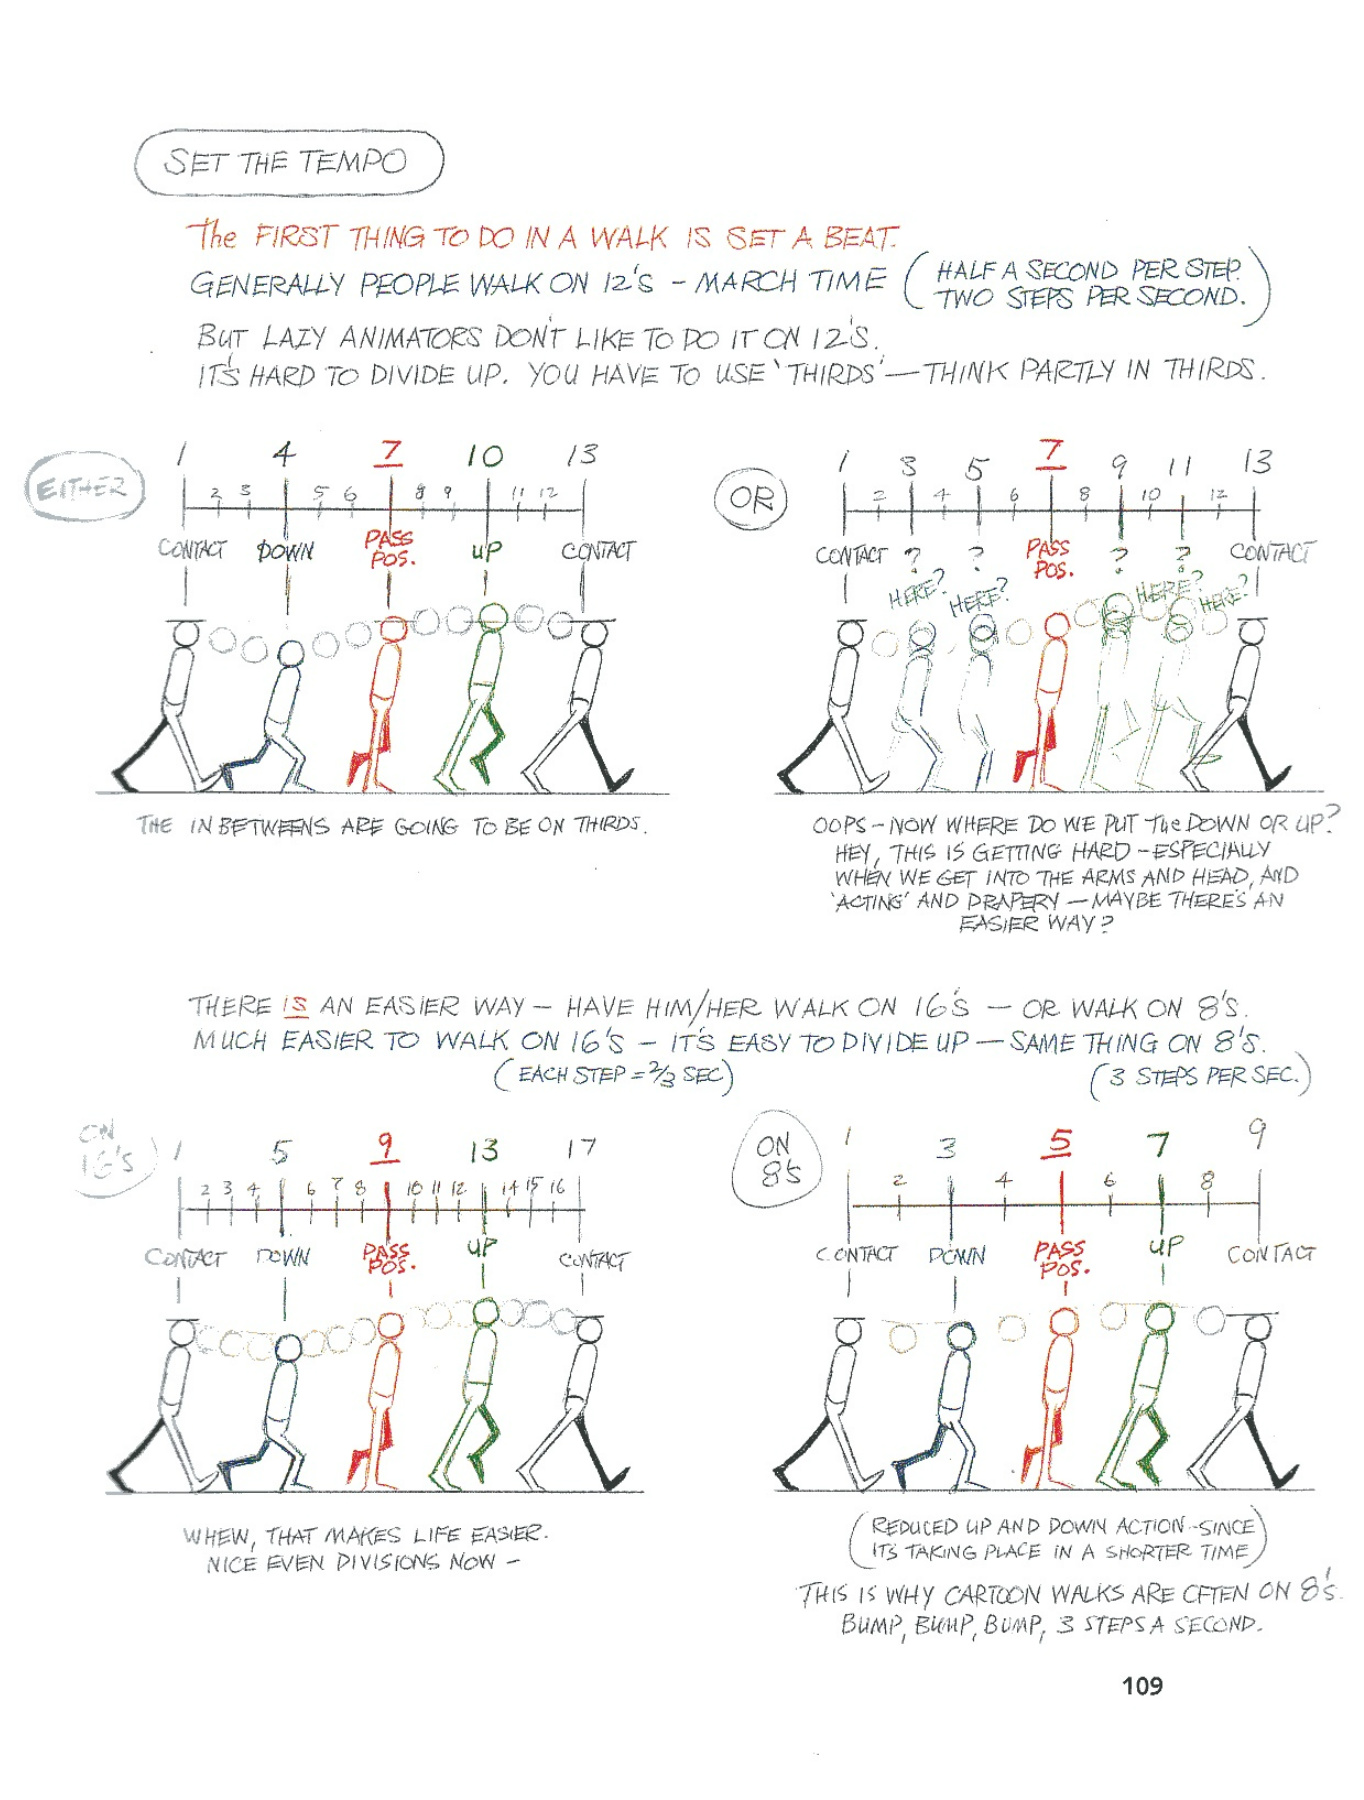 SET THE TEMPO
The FIRST THING TO DO IN A WALK IS SET A BEAT.
GENERALLY PEOPLE WALK ON 12'S – MARCH TIME (HALF A SECOND PER STEP. TWO STEPS PER SECOND.)
BUT LAZY ANIMATORS DON'T LIKE TO DO IT ON 12'S.
IT'S HARD TO DIVIDE UP. YOU HAVE TO USE 'THIRDS' — THINK PARTLY IN THIRDS.
EITHER
1 4 7 10 13
2 3 5 6 8 9 11 12
CONTACT DOWN PASS POS. UP CONTACT
THE INBETWEENS ARE GOING TO BE ON THIRDS.
OR
1 3 5 7 9 11 13
2 4 6 8 10 12
CONTACT ? ? PASS POS. ? ? CONTACT
HERE? HERE? HERE? HERE?
OOPS – NOW WHERE DO WE PUT The DOWN OR UP?
HEY, THIS IS GETTING HARD – ESPECIALLY
WHEN WE GET INTO THE ARMS AND HEAD, AND
'ACTING' AND DRAPERY — MAYBE THERE'S AN
EASIER WAY?
THERE IS AN EASIER WAY – HAVE HIM/HER WALK ON 16'S — OR WALK ON 8'S.
MUCH EASIER TO WALK ON 16'S – IT'S EASY TO DIVIDE UP — SAME THING ON 8'S.
(EACH STEP = 2/3 SEC) (3 STEPS PER SEC.)
ON 16'S
1 5 9 13 17
2 3 4 6 7 8 10 11 12 14 15 16
CONTACT DOWN PASS POS. UP CONTACT
WHEW, THAT MAKES LIFE EASIER.
NICE EVEN DIVISIONS NOW –
ON 8'S
1 3 5 7 9
2 4 6 8
CONTACT DOWN PASS POS. UP CONTACT
(REDUCED UP AND DOWN ACTION – SINCE
IT'S TAKING PLACE IN A SHORTER TIME)
THIS IS WHY CARTOON WALKS ARE OFTEN ON 8'S.
BUMP, BUMP, BUMP, 3 STEPS A SECOND.
109